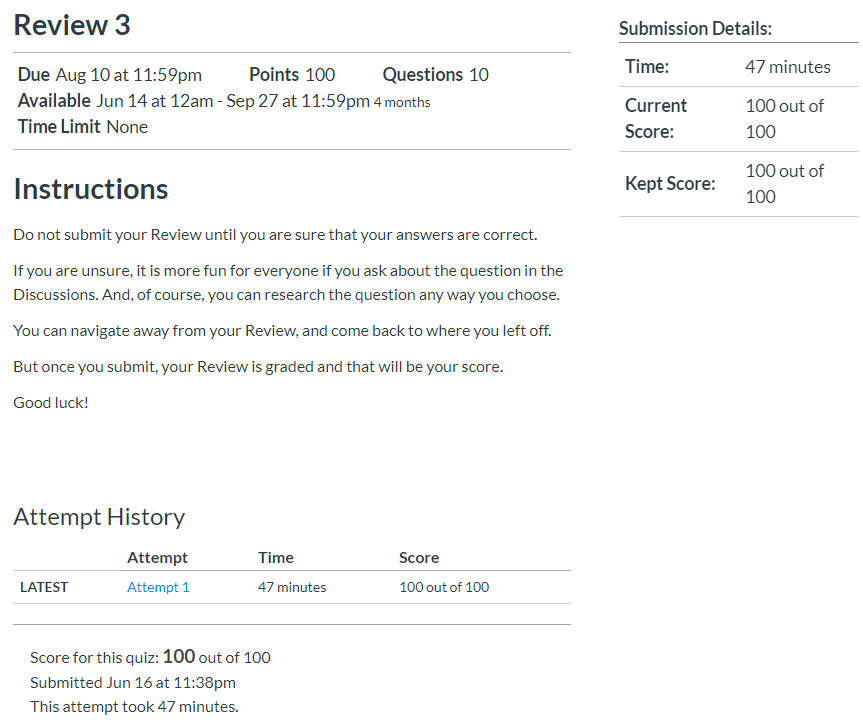 Review 3
Due Aug 10 at 11:59pm Points 100 Questions 10
Available Jun 14 at 12am - Sep 27 at 11:59pm 4 months
Time Limit None
Instructions
Do not submit your Review until you are sure that your answers are correct.
If you are unsure, it is more fun for everyone if you ask about the question in the
Discussions. And, of course, you can research the question any way you choose.
You can navigate away from your Review, and come back to where you left off.
But once you submit, your Review is graded and that will be your score.
Good luck!
Attempt History
Attempt Time Score
LATEST Attempt 1 47 minutes 100 out of 100
Score for this quiz: 100 out of 100
Submitted Jun 16 at 11:38pm
This attempt took 47 minutes.
Submission Details:
Time: 47 minutes
Current 100 out of
Score: 100
Kept Score: 100 out of
100